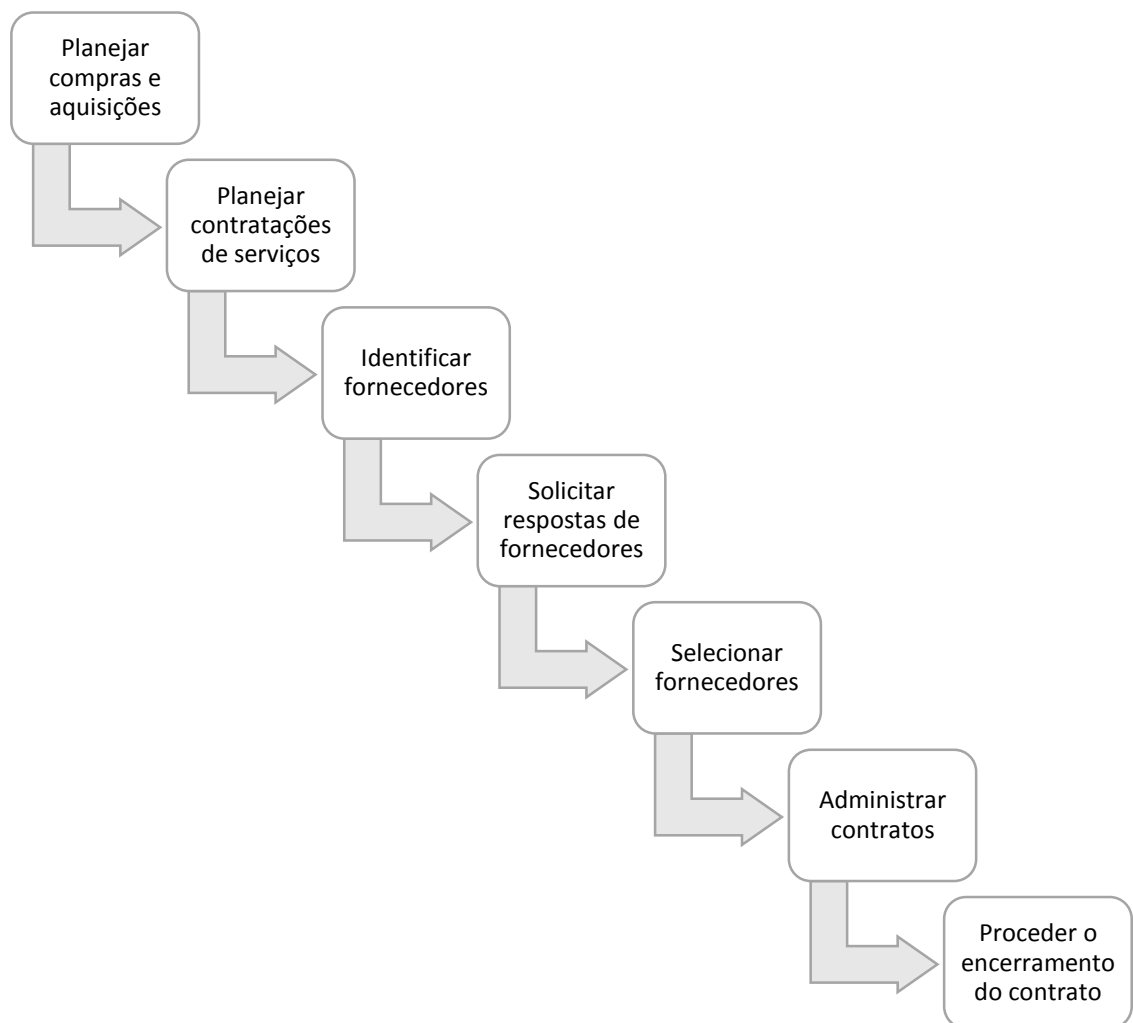 Planejar
compras e
aquisições
Planejar
contratações
de serviços
Identificar
fornecedores
Solicitar
respostas de
fornecedores
Selecionar
fornecedores
Administrar
contratos
Proceder o
encerramento
do contrato